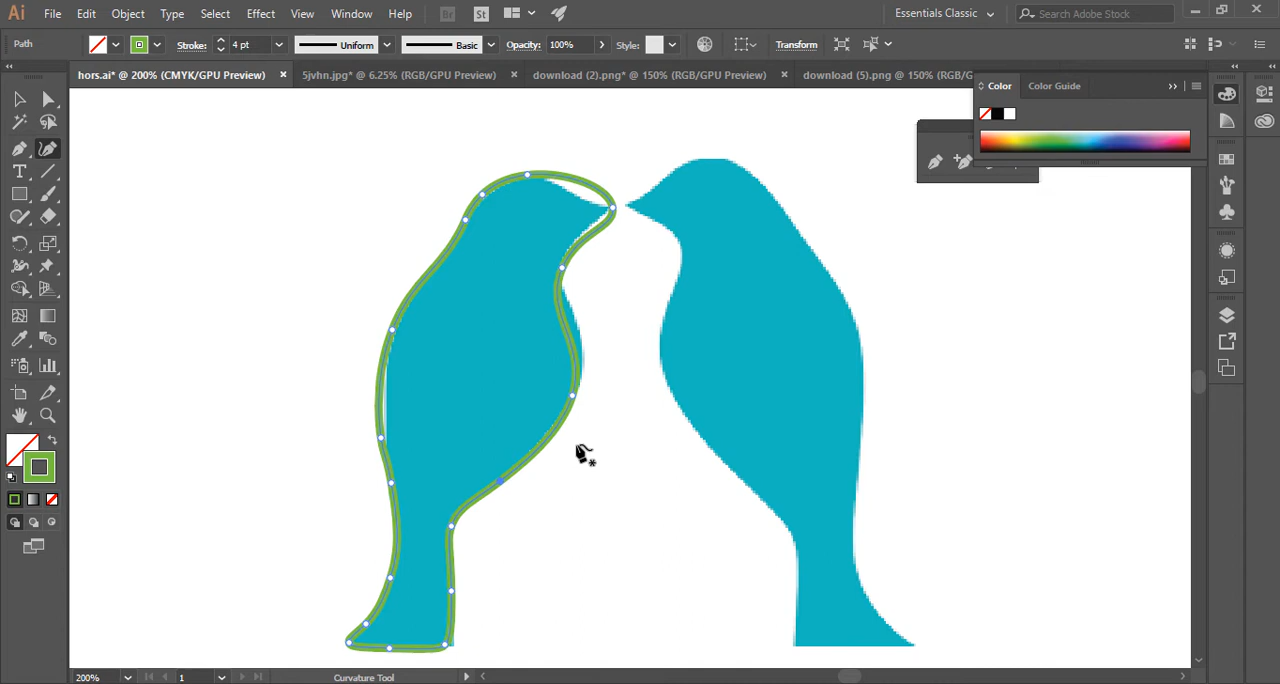 Ai File Edit Object Type Select Effect View Window Help Br St Essentials Classic Search Adobe Stock
Path Stroke: 4 pt Uniform Basic Opacity: 100% Style: Transform
hors.ai* @ 200% (CMYK/GPU Preview) × 5jvhn.jpg* @ 6.25% (RGB/GPU Preview) × download (2).png* @ 150% (RGB/GPU Preview) × download (5).png @ 150% (RGB/G
Color Color Guide
T
200% 1 Curvature Tool